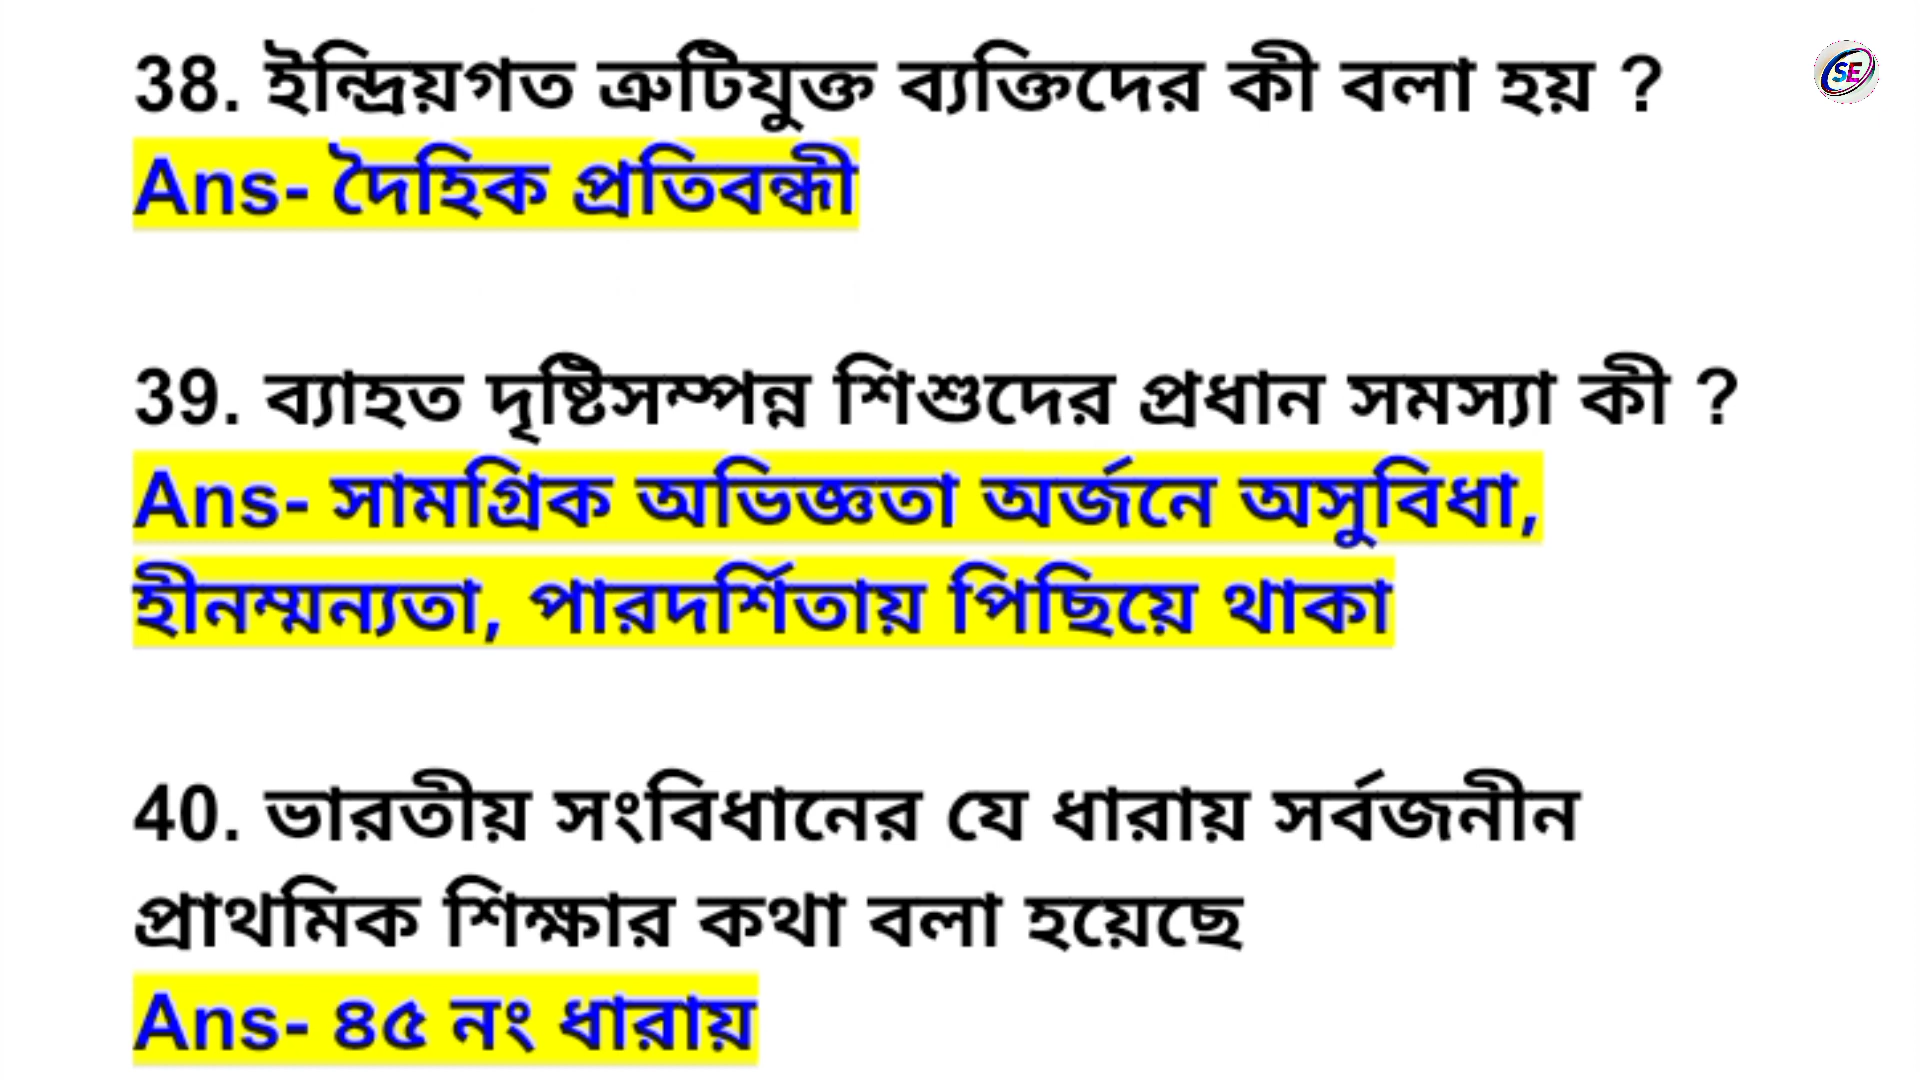 38. ইন্দ্রিয়গত ত্রুটিযুক্ত ব্যক্তিদের কী বলা হয় ?
SE
Ans- দৈহিক প্রতিবন্ধী
39. ব্যাহত দৃষ্টিসম্পন্ন শিশুদের প্রধান সমস্যা কী ?
Ans- সামগ্রিক অভিজ্ঞতা অর্জনে অসুবিধা,
হীনম্মন্যতা, পারদর্শিতায় পিছিয়ে থাকা
40. ভারতীয় সংবিধানের যে ধারায় সর্বজনীন
প্রাথমিক শিক্ষার কথা বলা হয়েছে
Ans- ৪৫ নং ধারায়